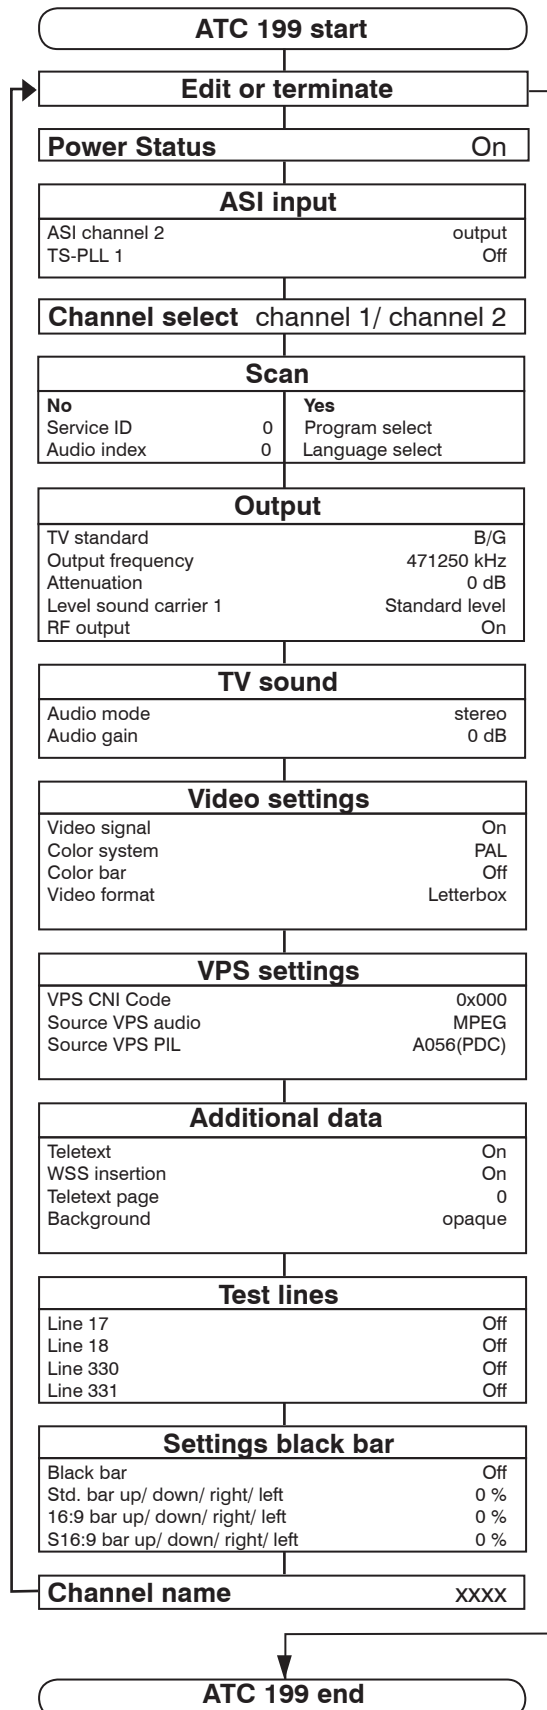 ATC 199 start
Edit or terminate
Power Status On
ASI input
ASI channel 2 output
TS-PLL 1 Off
Channel select channel 1/ channel 2
Scan
No Yes
Service ID 0 Program select
Audio index 0 Language select
Output
TV standard B/G
Output frequency 471250 kHz
Attenuation 0 dB
Level sound carrier 1 Standard level
RF output On
TV sound
Audio mode stereo
Audio gain 0 dB
Video settings
Video signal On
Color system PAL
Color bar Off
Video format Letterbox
VPS settings
VPS CNI Code 0x000
Source VPS audio MPEG
Source VPS PIL A056(PDC)
Additional data
Teletext On
WSS insertion On
Teletext page 0
Background opaque
Test lines
Line 17 Off
Line 18 Off
Line 330 Off
Line 331 Off
Settings black bar
Black bar Off
Std. bar up/ down/ right/ left 0 %
16:9 bar up/ down/ right/ left 0 %
S16:9 bar up/ down/ right/ left 0 %
Channel name xxxx
ATC 199 end